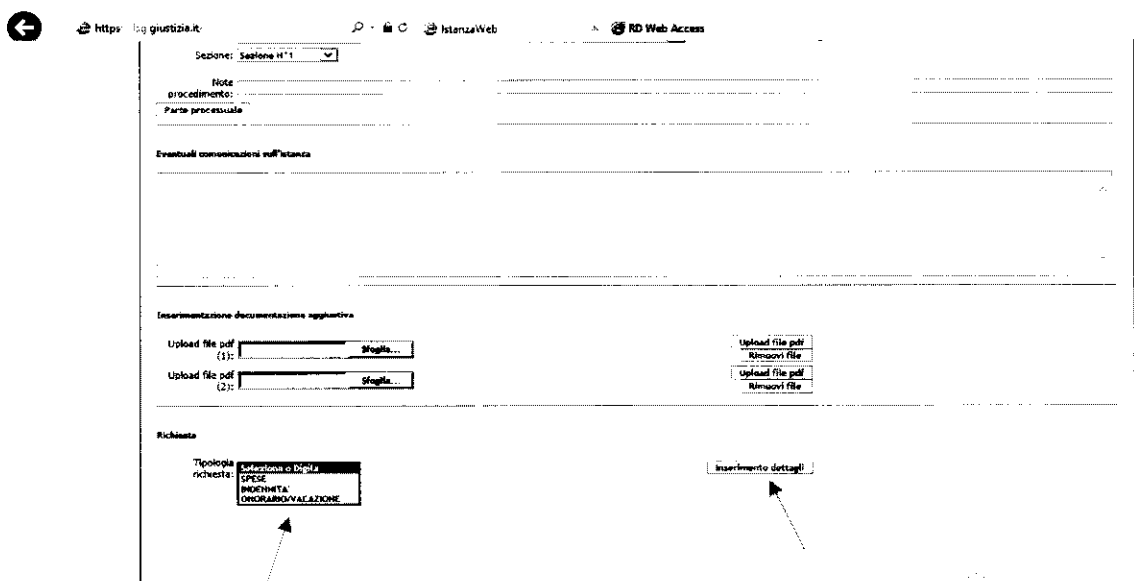 https lsg.giustizia.it IstanzaWeb RD Web Access
Sezione: Sezione N°1
Note
procedimento:
Parte processuale
Eventuali comunicazioni sull'istanza
Inserimentazione documentazione aggiuntiva
Upload file pdf
(1): Sfoglia... Upload file pdf
Rimuovi file
Upload file pdf
(2): Sfoglia... Upload file pdf
Rimuovi file
Richiesta
Tipologia
richiesta: Seleziona o Digita Inserimento dettagli
SPESE
INDENNITA'
ONORARIO/VACAZIONE